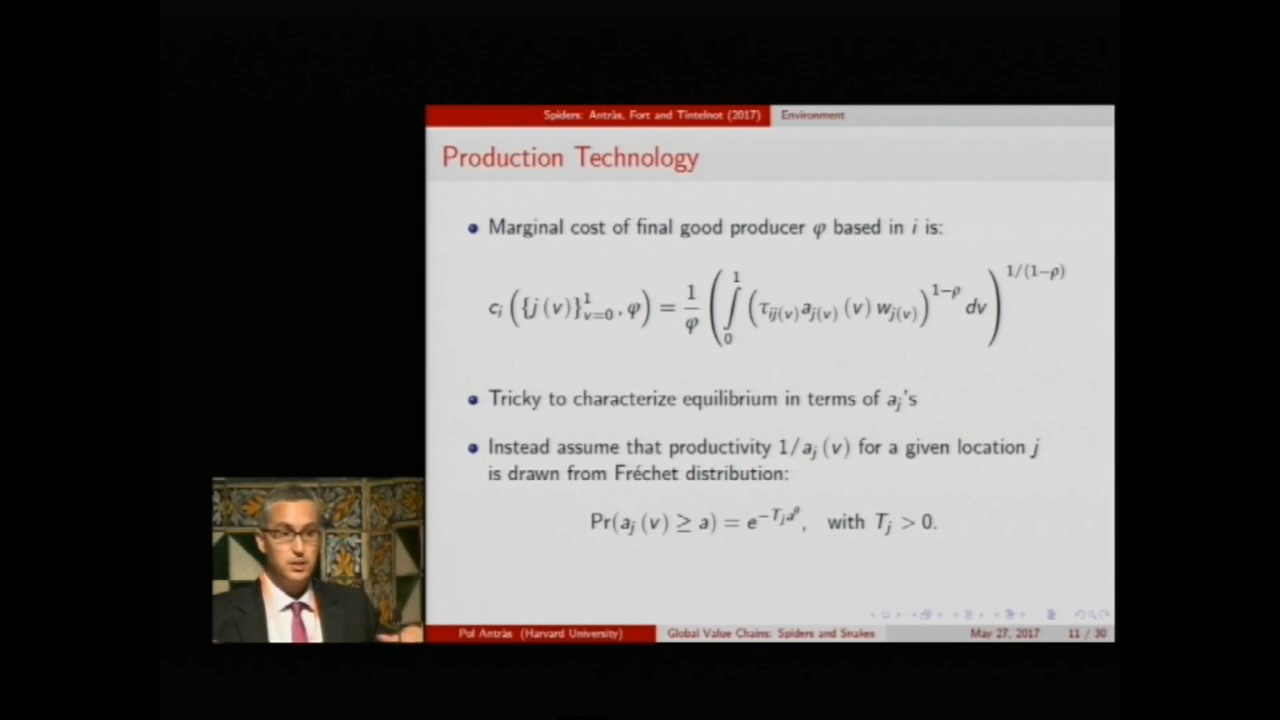 Spiders: Antràs, Fort and Tintelnot (2017) Environment
Production Technology
Marginal cost of final good producer φ based in i is:
c_i ({j(v)}^1_{v=0}, φ) = 1/φ (∫_0^1 (τ_{ij(v)} a_{j(v)} (v) w_{j(v)})^{1−ρ} dv)^{1/(1−ρ)}
Tricky to characterize equilibrium in terms of a_j's
Instead assume that productivity 1/a_j (v) for a given location j
is drawn from Fréchet distribution:
Pr(a_j (v) ≥ a) = e^{−T_j a^θ}, with T_j > 0.
Pol Antràs (Harvard University) Global Value Chains: Spiders and Snakes May 27, 2017 11 / 30